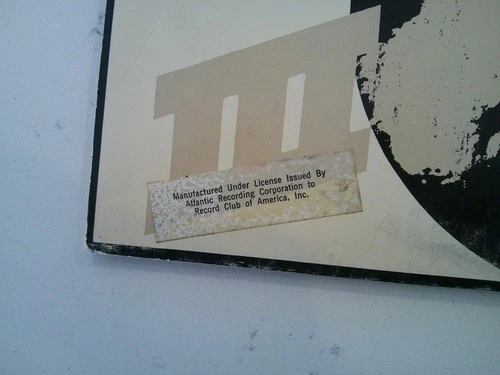 Manufactured Under License Issued By
Atlantic Recording Corporation to
Record Club of America, Inc.